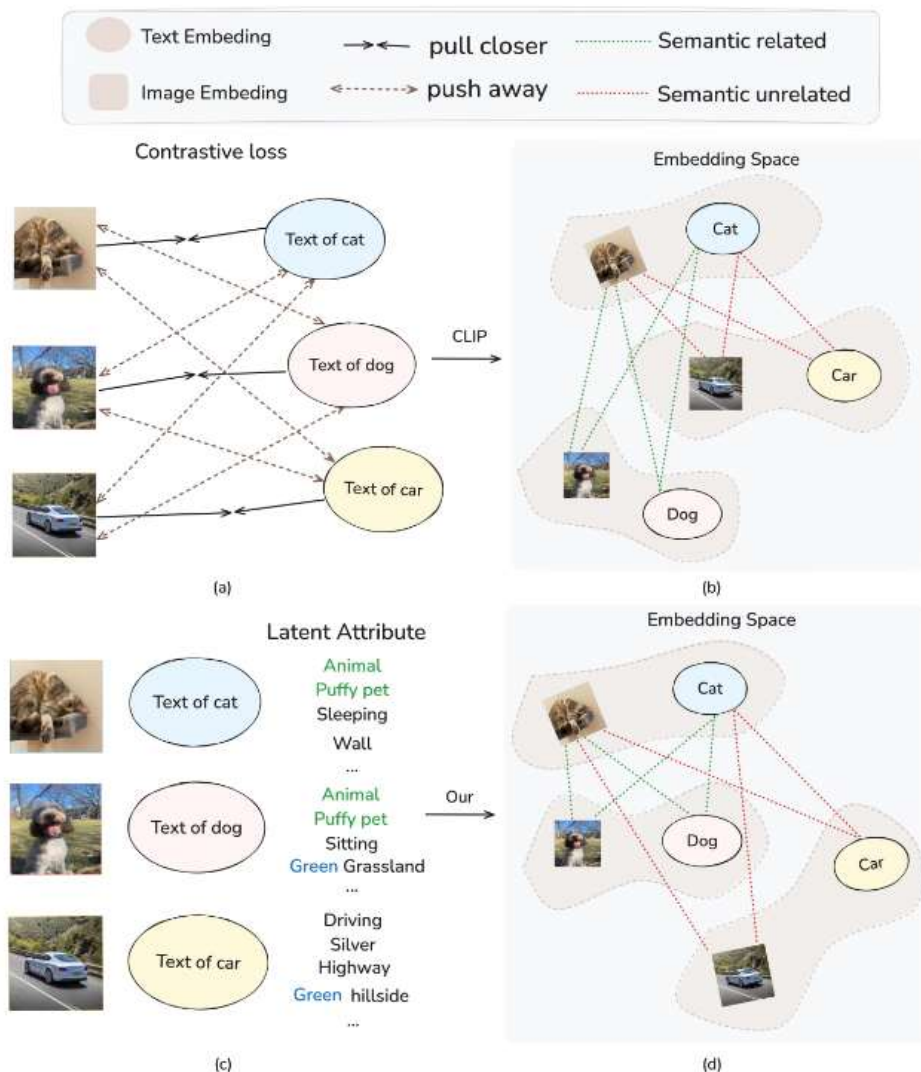 Text Embeding
pull closer
Semantic related
Image Embeding
push away
Semantic unrelated
Contrastive loss
Text of cat
Text of dog
Text of car
CLIP
(a)
Embedding Space
Cat
Car
Dog
(b)
Latent Attribute
Text of cat
Animal
Puffy pet
Sleeping
Wall
...
Text of dog
Animal
Puffy pet
Sitting
Green Grassland
...
Text of car
Driving
Silver
Highway
Green hillside
...
Our
(c)
Embedding Space
Cat
Dog
Car
(d)